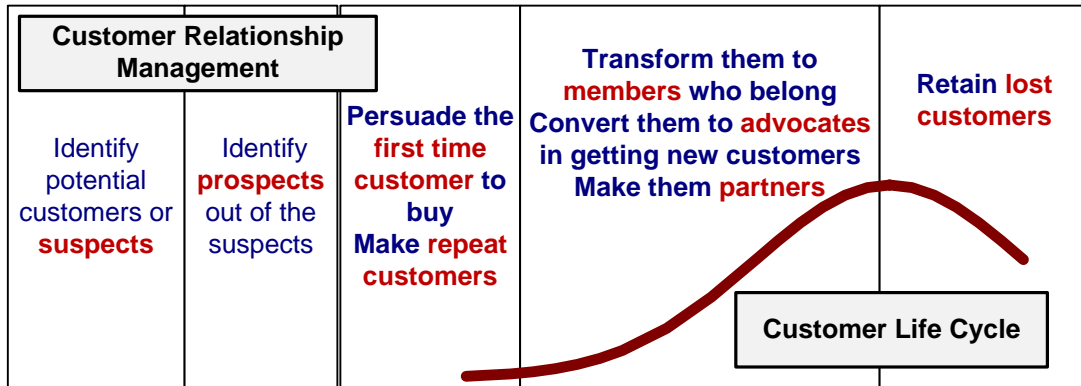 Customer Relationship
Management
Identify
potential
customers or
suspects
Identify
prospects
out of the
suspects
Persuade the
first time
customer to
buy
Make repeat
customers
Transform them to
members who belong
Convert them to advocates
in getting new customers
Make them partners
Retain lost
customers
Customer Life Cycle